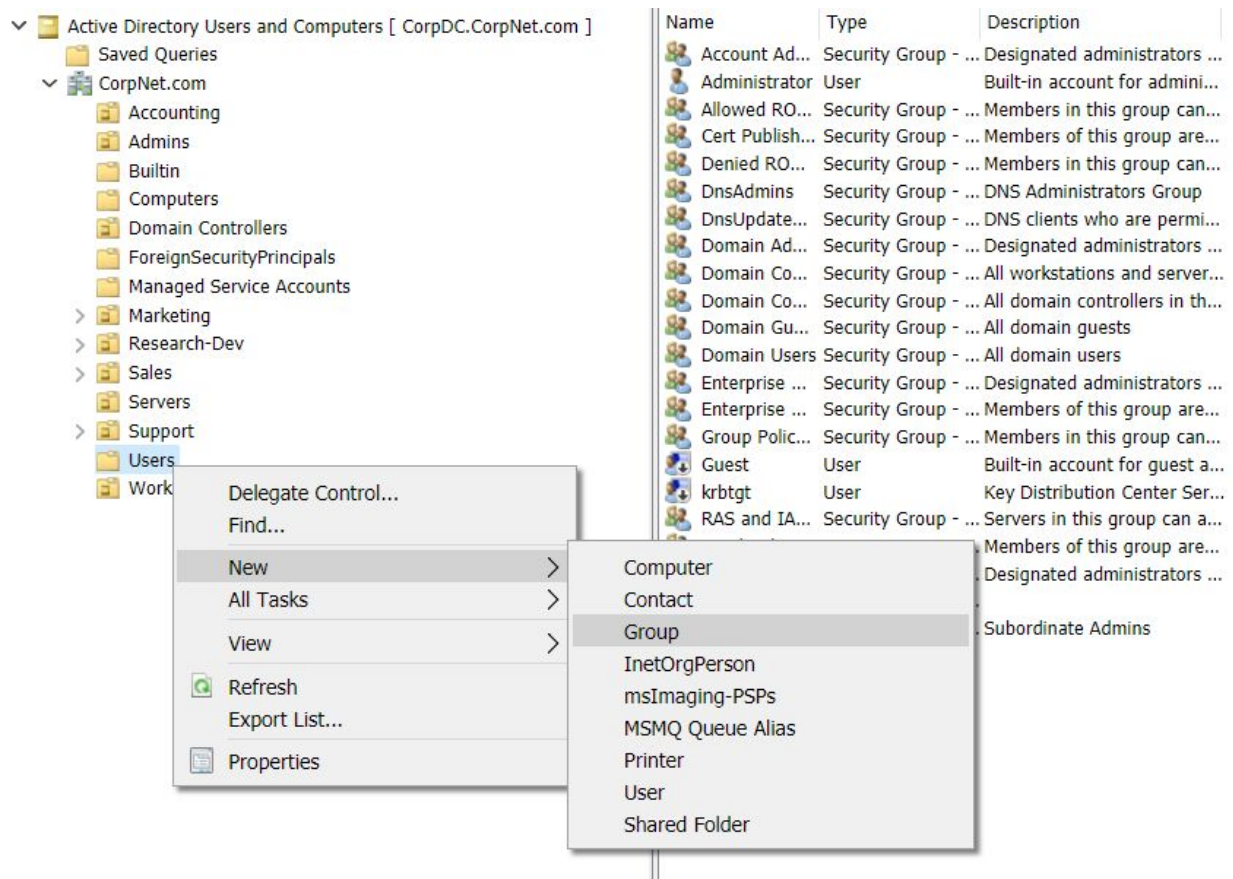 Active Directory Users and Computers [ CorpDC.CorpNet.com ]
Saved Queries
CorpNet.com
Accounting
Admins
Builtin
Computers
Domain Controllers
ForeignSecurityPrincipals
Managed Service Accounts
Marketing
Research-Dev
Sales
Servers
Support
Users
Work
Delegate Control...
Find...
New
All Tasks
View
Refresh
Export List...
Properties
Computer
Contact
Group
InetOrgPerson
msImaging-PSPs
MSMQ Queue Alias
Printer
User
Shared Folder
Name Type Description
Account Ad... Security Group - ... Designated administrators ...
Administrator User Built-in account for admini...
Allowed RO... Security Group - ... Members in this group can...
Cert Publish... Security Group - ... Members of this group are...
Denied RO... Security Group - ... Members in this group can...
DnsAdmins Security Group - ... DNS Administrators Group
DnsUpdate... Security Group - ... DNS clients who are permi...
Domain Ad... Security Group - ... Designated administrators ...
Domain Co... Security Group - ... All workstations and server...
Domain Co... Security Group - ... All domain controllers in th...
Domain Gu... Security Group - ... All domain guests
Domain Users Security Group - ... All domain users
Enterprise ... Security Group - ... Designated administrators ...
Enterprise ... Security Group - ... Members of this group are...
Group Polic... Security Group - ... Members in this group can...
Guest User Built-in account for guest a...
krbtgt User Key Distribution Center Ser...
RAS and IA... Security Group - ... Servers in this group can a...
Members of this group are...
Designated administrators ...
Subordinate Admins